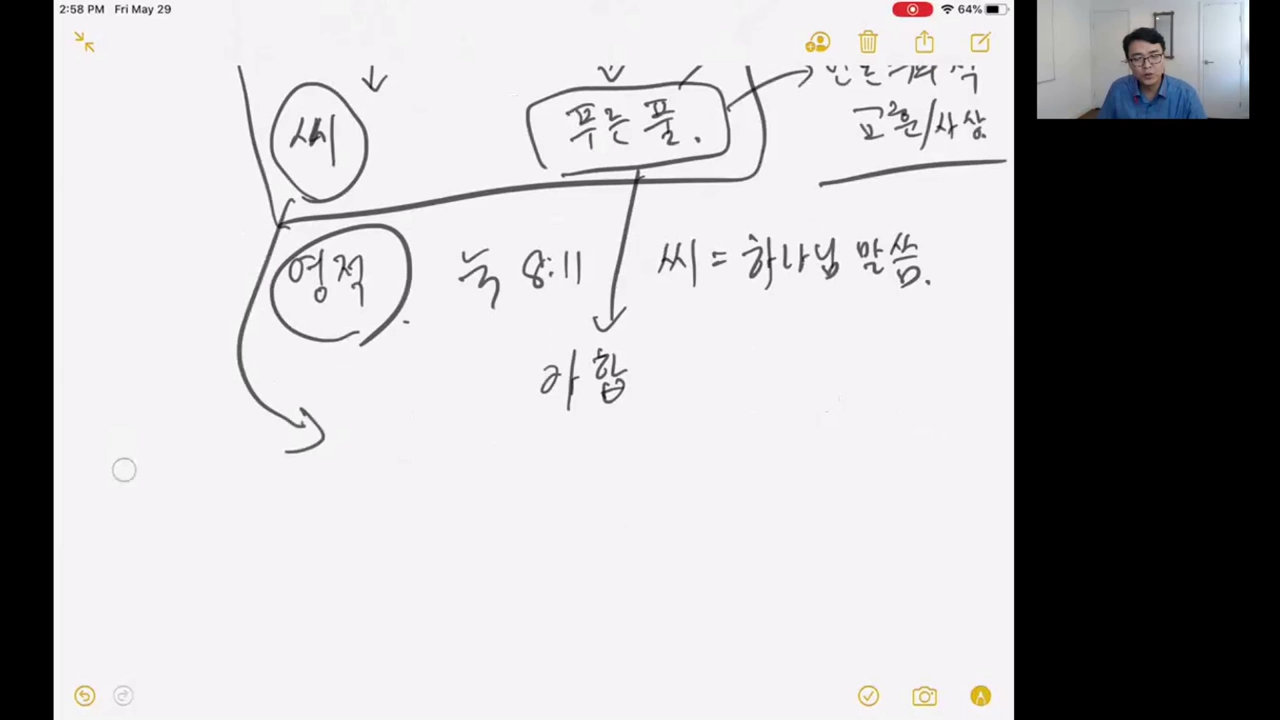 2:58 PM Fri May 29 64%
교훈/사상
씨 푸른 풀.
영적 눅 8:11 씨 = 하나님 말씀.
아합